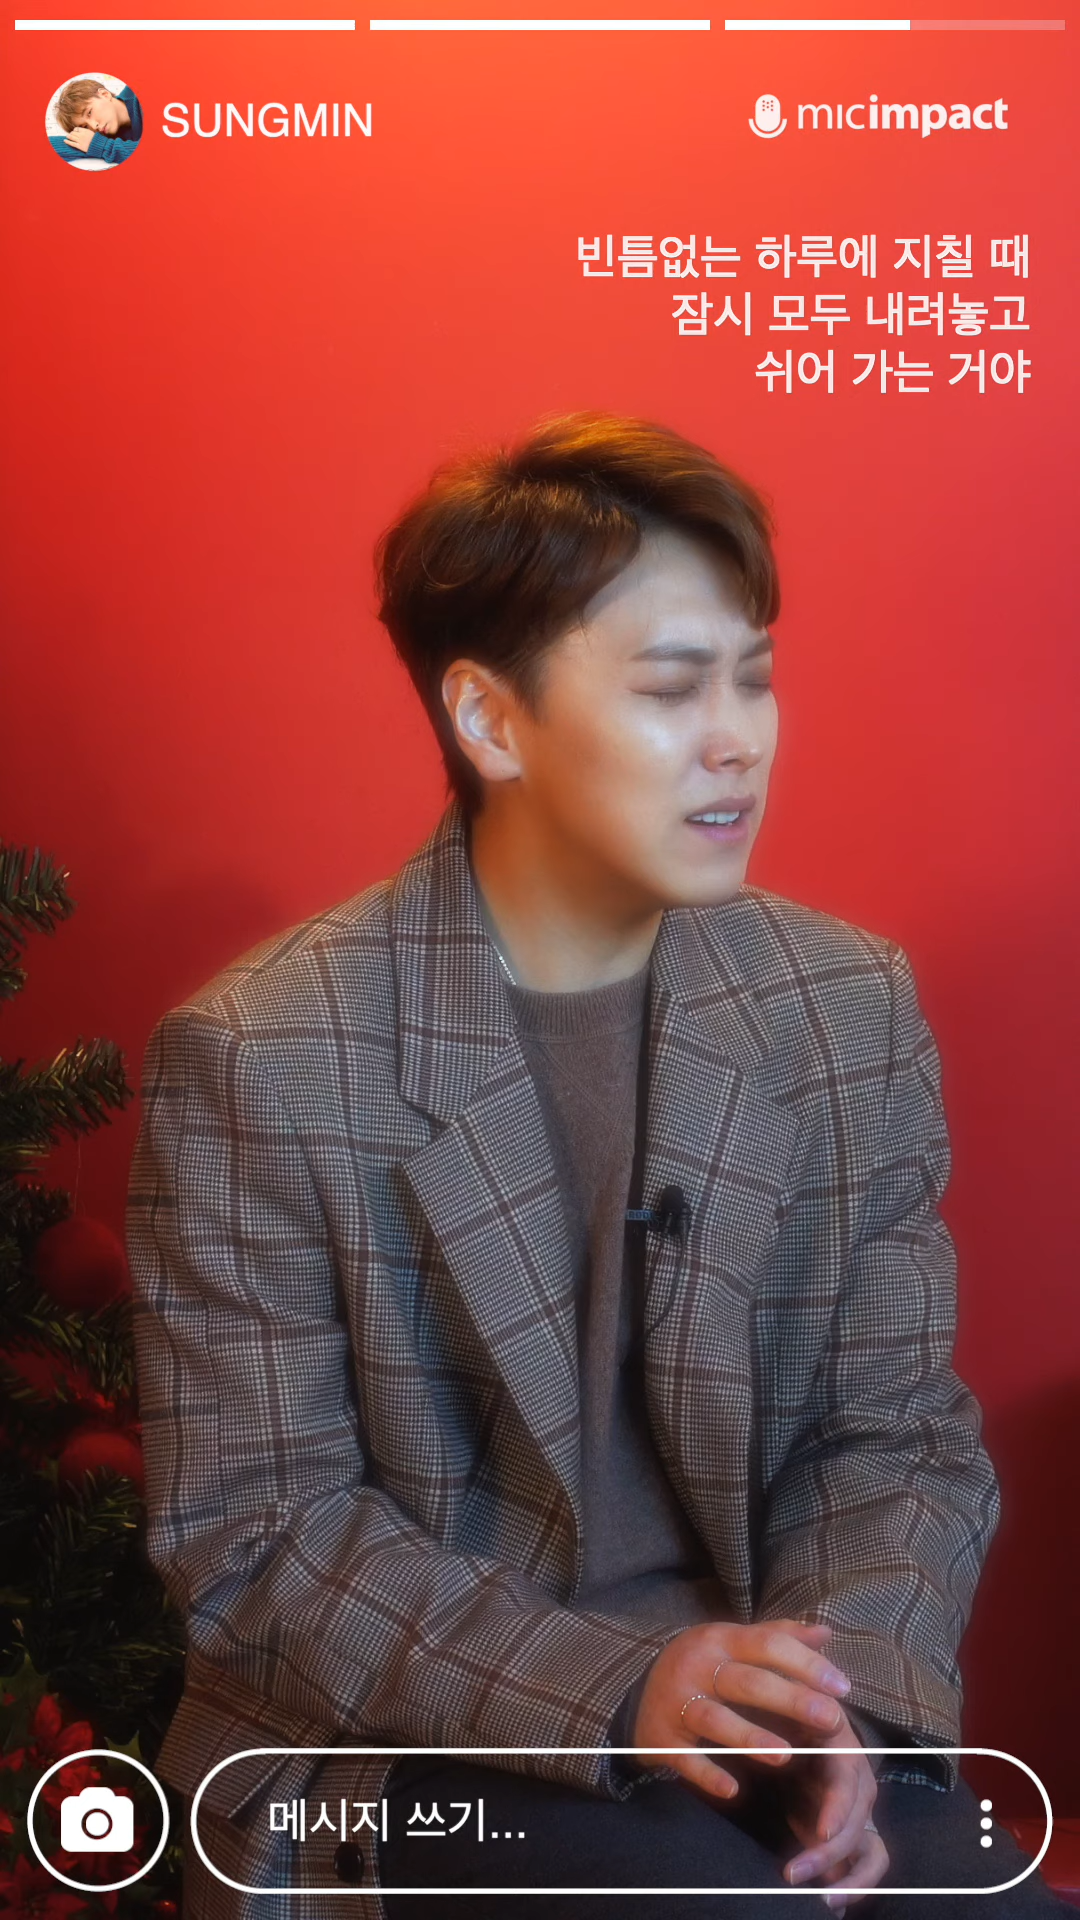 SUNGMIN
micimpact
빈틈없는 하루에 지칠 때
잠시 모두 내려놓고
쉬어 가는 거야
메시지 쓰기...